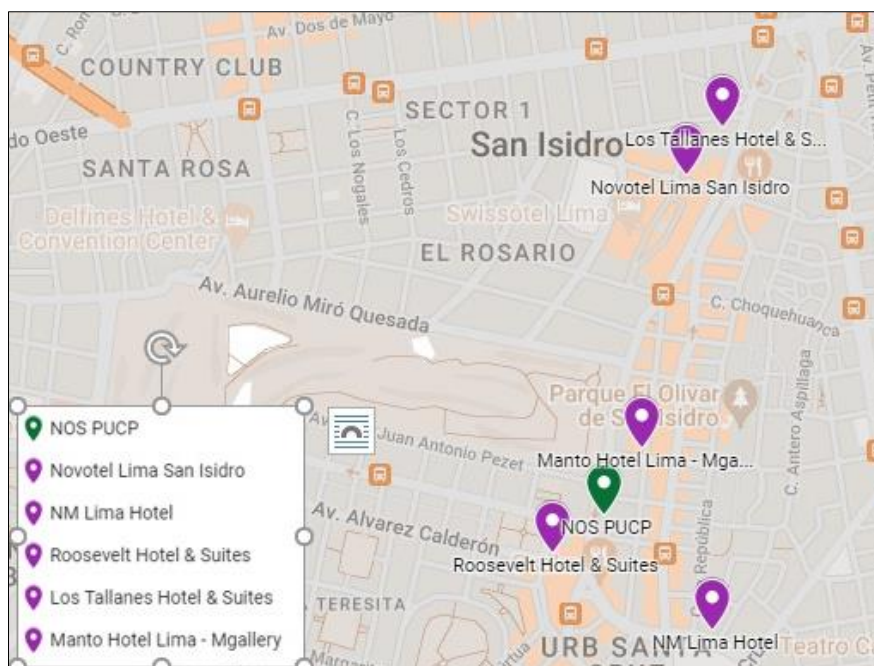 Av. Dos de Mayo
C. Rom
COUNTRY CLUB
SECTOR 1
C. Los Nogales
Los Cedros
San Isidro
Los Tallanes Hotel & S...
do Oeste
SANTA ROSA
Novotel Lima San Isidro
Delfines Hotel &
Convention Center
Swissôtel Lima
EL ROSARIO
Av. Aurelio Miró Quesada
C. Choquehuanca
Parque El Olivar
de San Isidro
C. Antero Aspillaga
Juan Antonio Pezet
Manto Hotel Lima - Mga...
Av. Alvarez Calderón
NOS PUCP
Roosevelt Hotel & Suites
República
TERESITA
NM Lima Hotel
URB SANTA
Teatro
NOS PUCP
Novotel Lima San Isidro
NM Lima Hotel
Roosevelt Hotel & Suites
Los Tallanes Hotel & Suites
Manto Hotel Lima - Mgallery